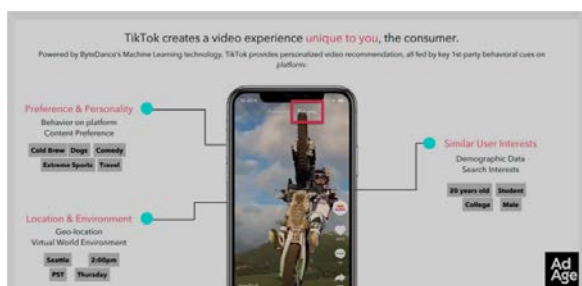 TikTok creates a video experience unique to you, the consumer.
Powered by ByteDance's Machine Learning technology, TikTok provides personalized video recommendation, all fed by key 1st-party behavioral cues on
platform:
Preference & Personality
Behavior on platform
Content Preference
Cold Brew Dogs Comedy
Extreme Sports Travel
Location & Environment
Geo-location
Virtual World Environment
Seattle 2:00pm
PST Thursday
Similar User Interests
Demographic Data
Search Interests
20 years old Student
College Male
Ad
Age